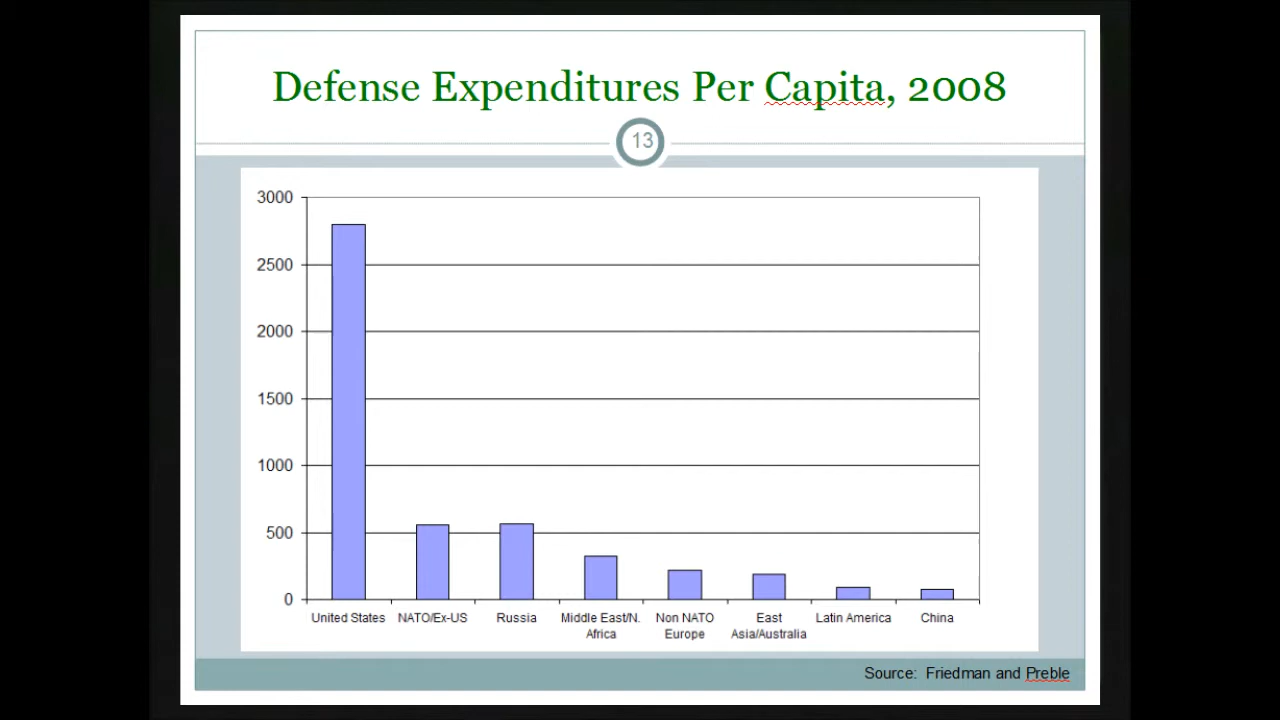 Defense Expenditures Per Capita, 2008
13
3000
2500
2000
1500
1000
500
0
United States
NATO/Ex-US
Russia
Middle East/N.
Africa
Non NATO
Europe
East
Asia/Australia
Latin America
China
Source: Friedman and Preble